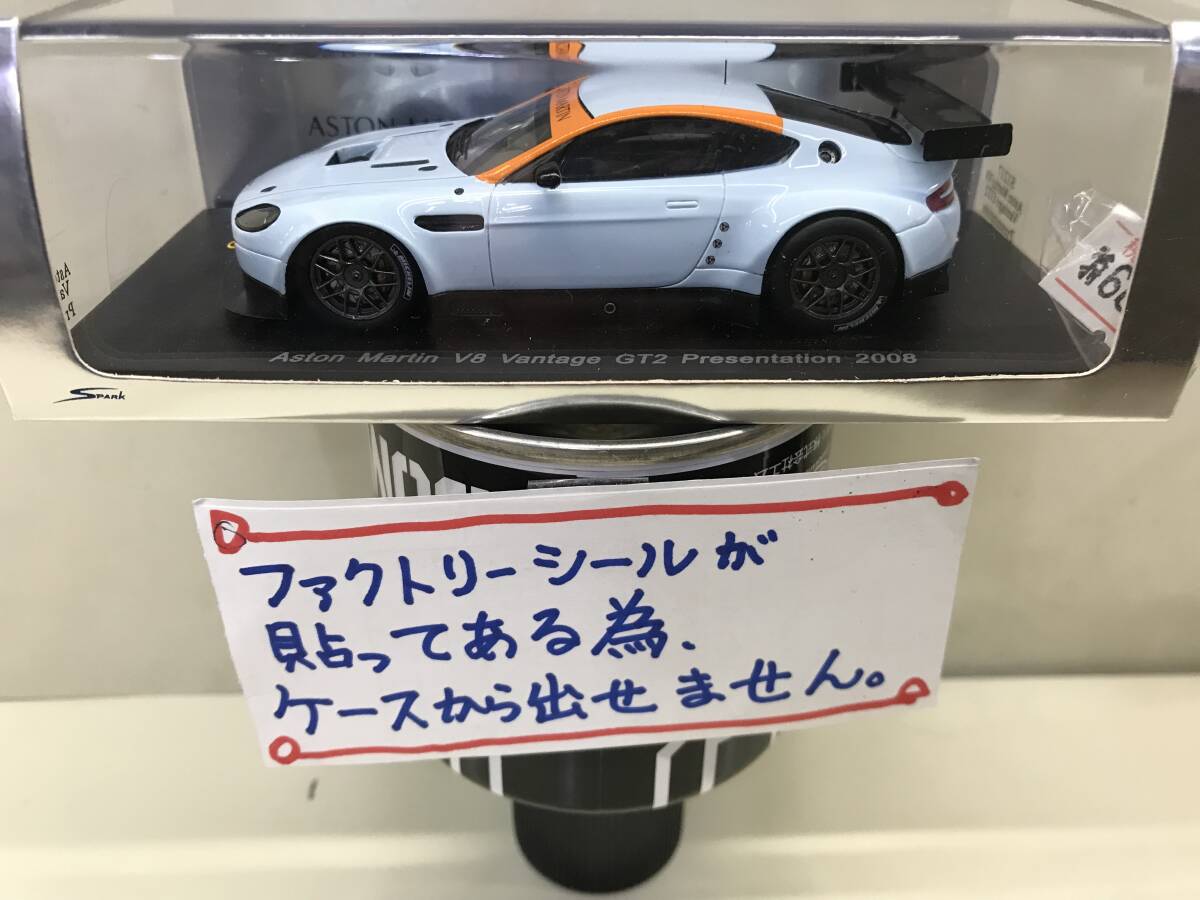 ASTON
Aston Martin V8 Vantage GT2 Presentation 2008
SPARK
ファクトリーシールが
貼ってある為、
ケースから出せません。